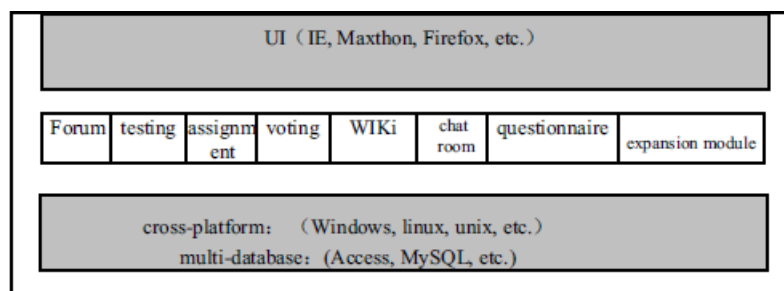 UI（IE, Maxthon, Firefox, etc.）
Forum testing assignm voting WIKi chat questionnaire expansion module
ent room
cross-platform： （Windows, linux, unix, etc.）
multi-database：(Access, MySQL, etc.)